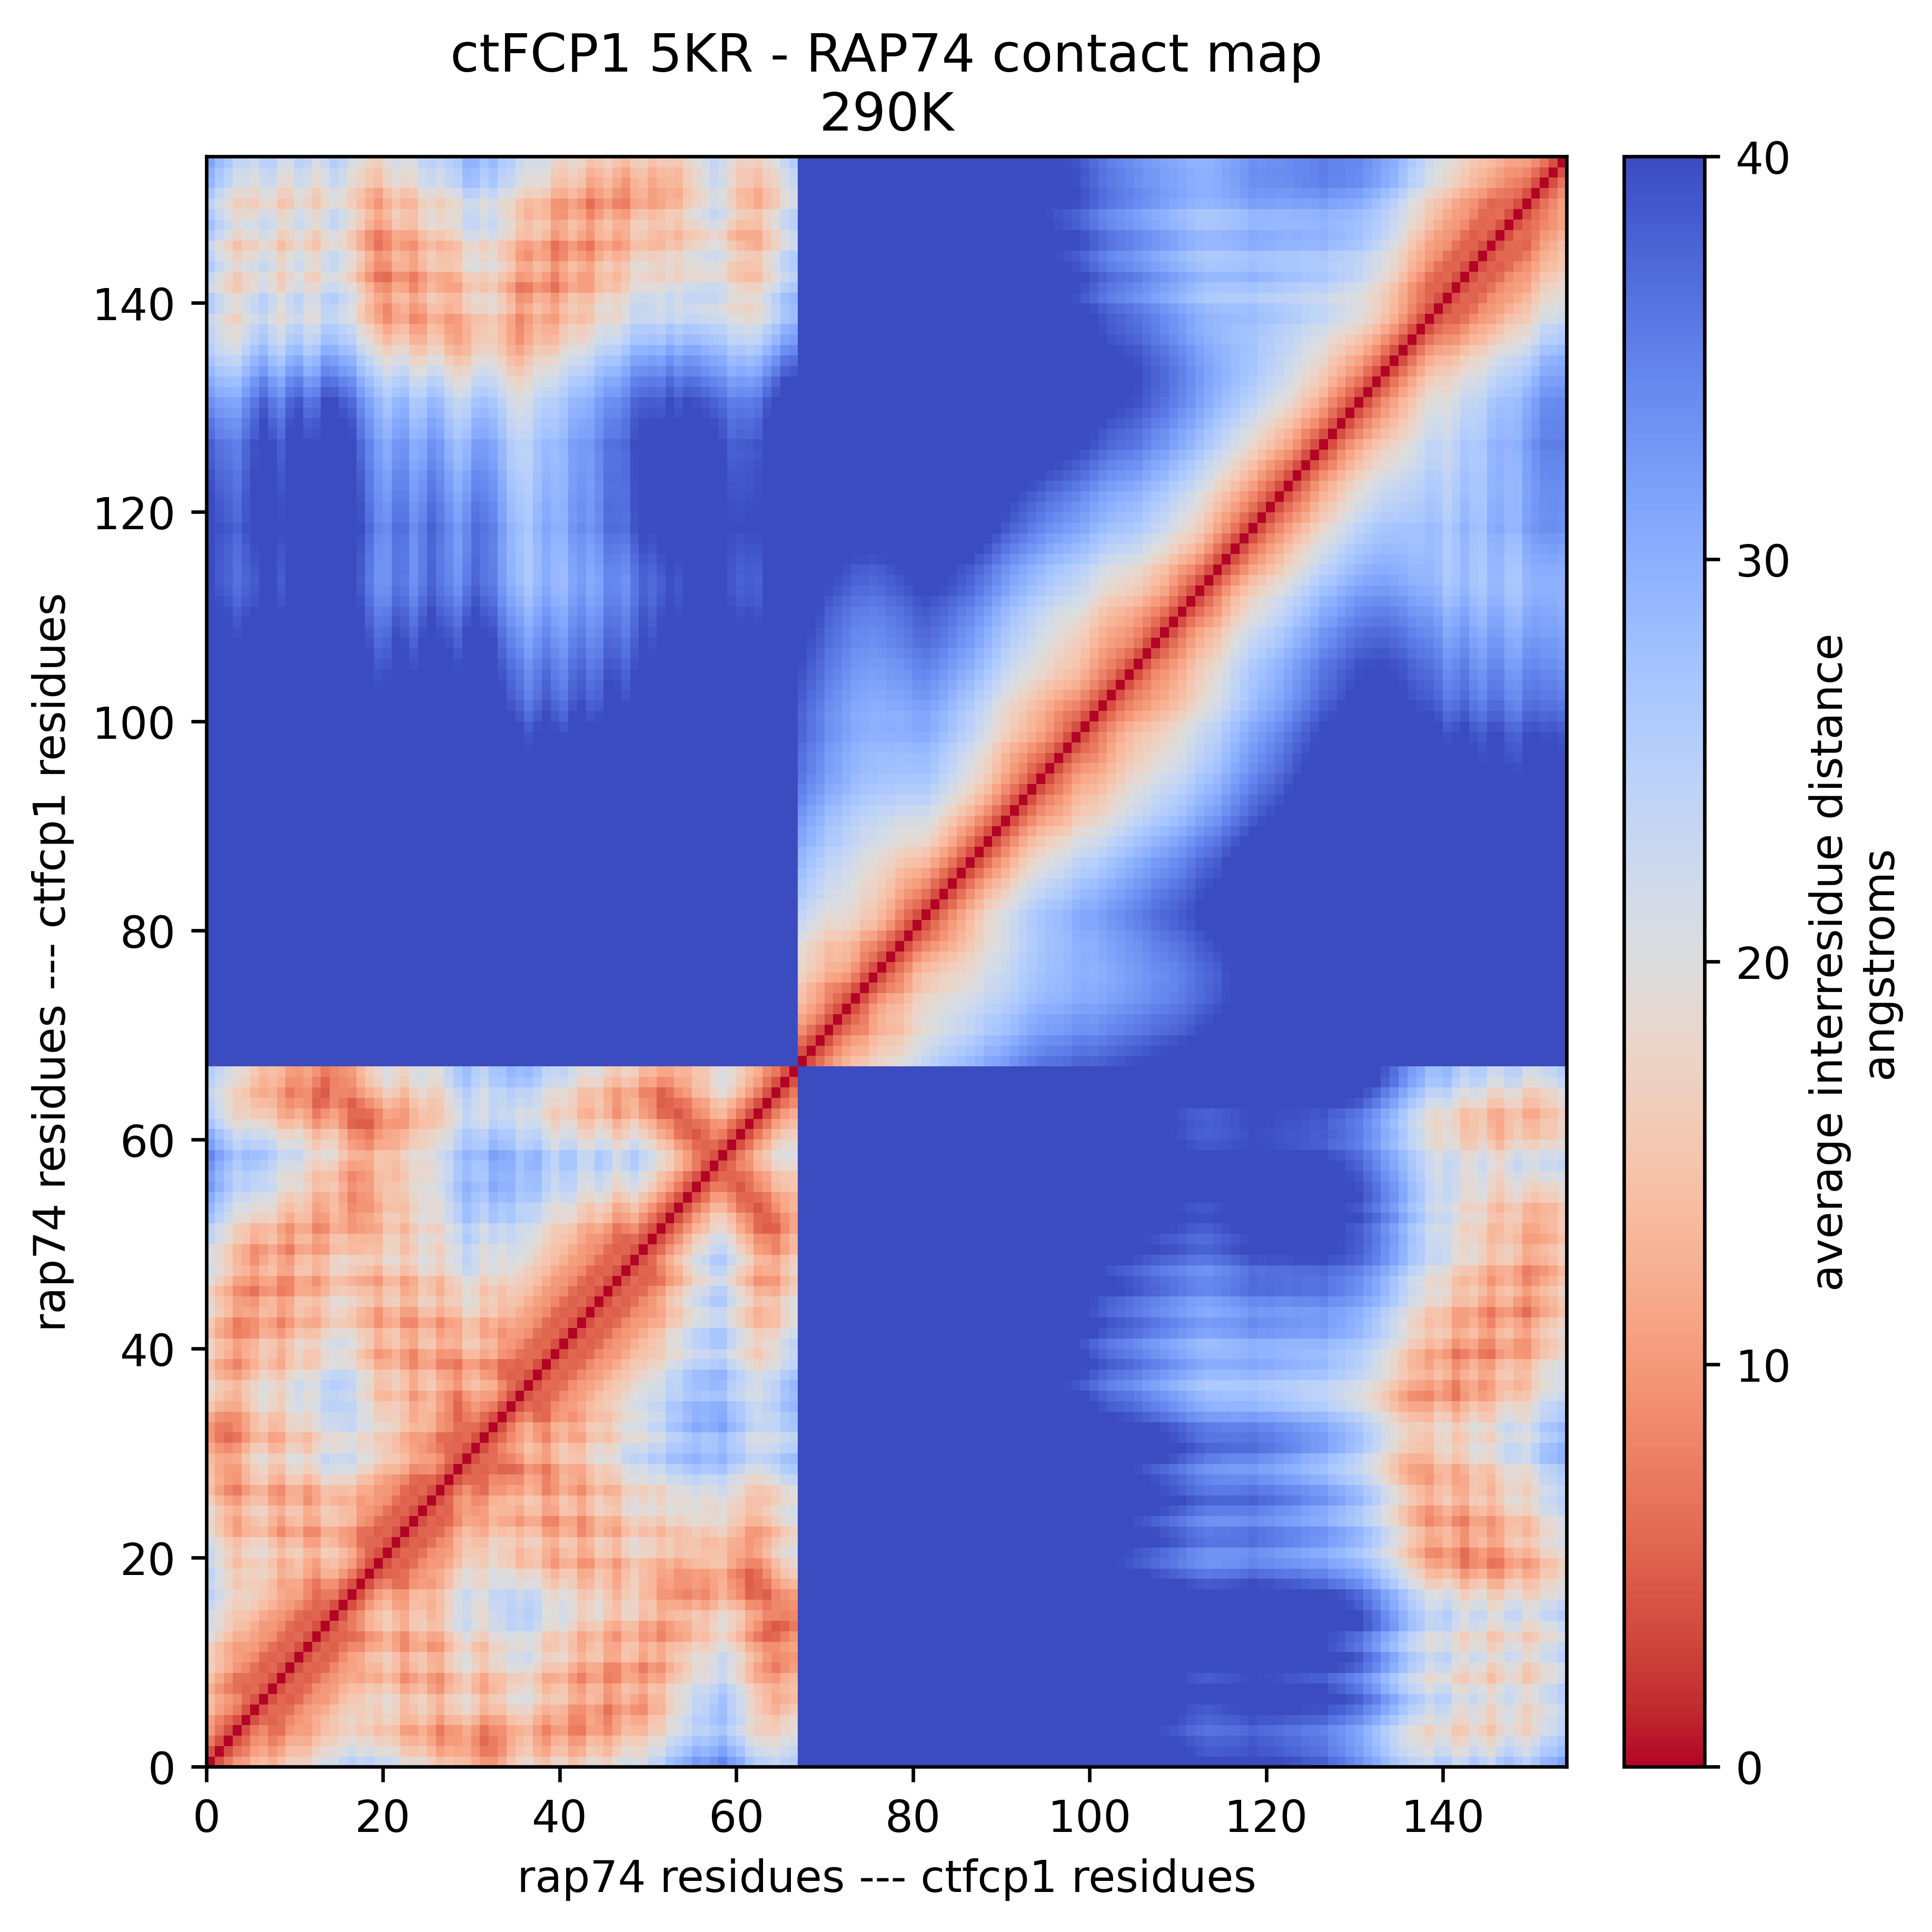 ctFCP1 5KR - RAP74 contact map
290K
140
120
100
80
60
40
20
0
rap74 residues --- ctfcp1 residues
0 20 40 60 80 100 120 140
rap74 residues --- ctfcp1 residues
40
30
20
10
0
average interresidue distance
angstroms